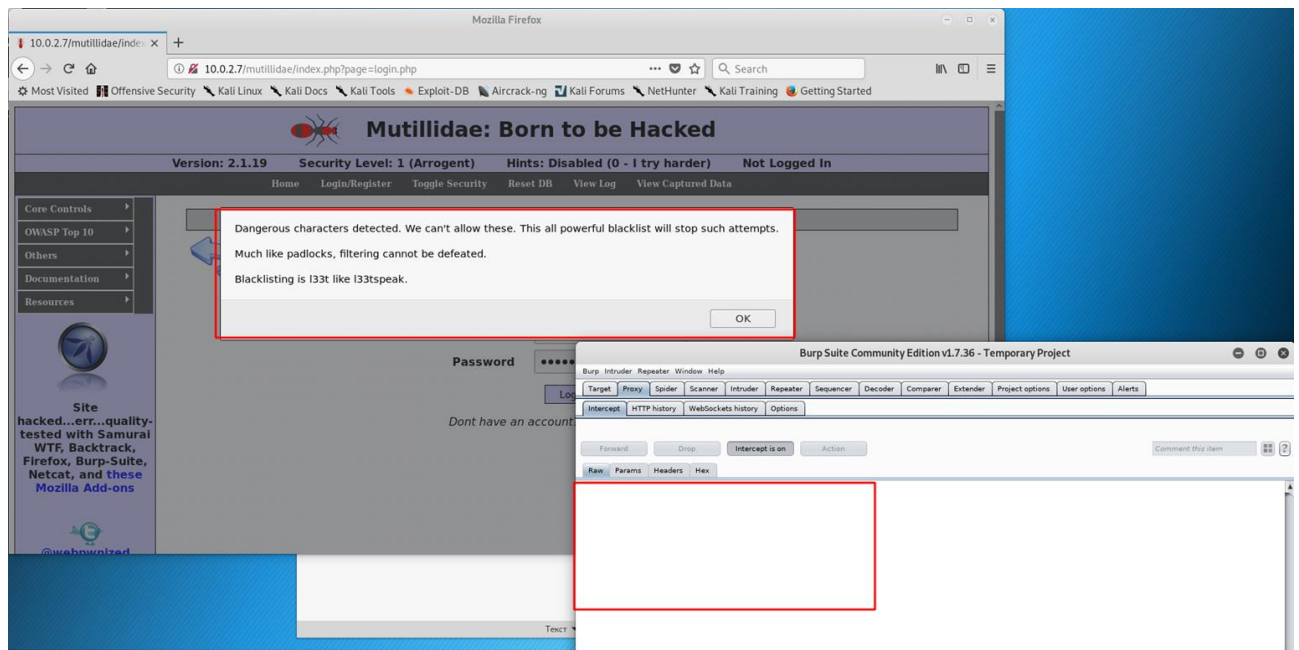 Mozilla Firefox
10.0.2.7/mutillidae/index
10.0.2.7/mutillidae/index.php?page=login.php
Search
Most Visited Offensive Security Kali Linux Kali Docs Kali Tools Exploit-DB Aircrack-ng Kali Forums NetHunter Kali Training Getting Started
Mutillidae: Born to be Hacked
Version: 2.1.19 Security Level: 1 (Arrogent) Hints: Disabled (0 - I try harder) Not Logged In
Home Login/Register Toggle Security Reset DB View Log View Captured Data
Core Controls
OWASP Top 10
Others
Documentation
Resources
Dangerous characters detected. We can't allow these. This all powerful blacklist will stop such attempts.
Much like padlocks, filtering cannot be defeated.
Blacklisting is l33t like l33tspeak.
OK
Password
Dont have an account?
Site
hacked...err...quality-
tested with Samurai
WTF, Backtrack,
Firefox, Burp-Suite,
Netcat, and these
Mozilla Add-ons
@webpwnized
Burp Suite Community Edition v1.7.36 - Temporary Project
Burp Intruder Repeater Window Help
Target Proxy Spider Scanner Intruder Repeater Sequencer Decoder Comparer Extender Project options User options Alerts
Intercept HTTP history WebSockets history Options
Forward Drop Intercept is on Action Comment this item
?
Raw Params Headers Hex
Текст